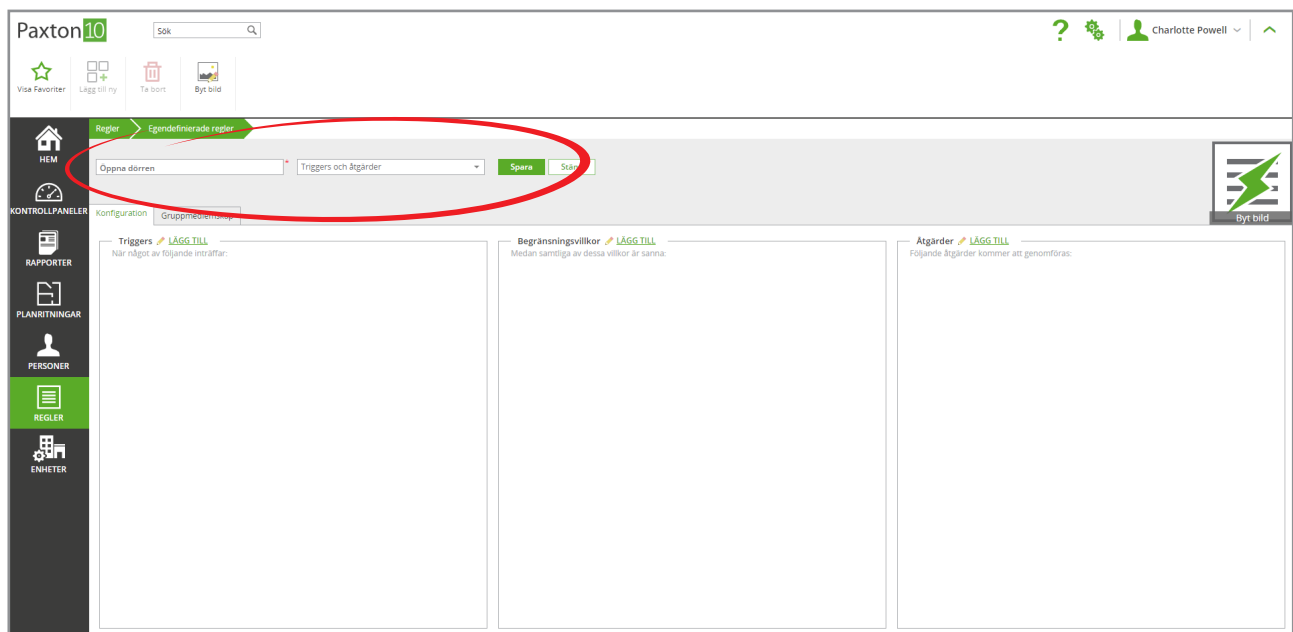 Paxton 10
Sök
Charlotte Powell
Visa Favoriter
Lägg till ny
Ta bort
Byt bild
Regler
Egendefinierade regler
HEM
Öppna dörren
*
Triggers och åtgärder
Spara
KONTROLLPANELER
Konfiguration
Gruppmedlemskap
Byt bild
Triggers LÄGG TILL
När något av följande inträffar:
Begränsningsvillkor LÄGG TILL
Medan samtliga av dessa villkor är sanna:
Åtgärder LÄGG TILL
Följande åtgärder kommer att genomföras:
RAPPORTER
PLANRITNINGAR
PERSONER
REGLER
ENHETER